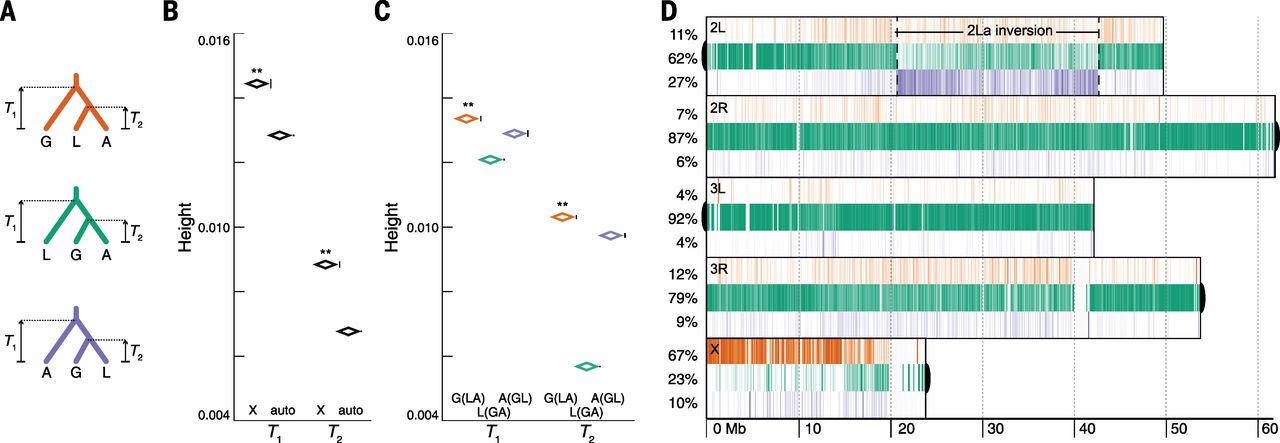 A
T1
T2
G L A
T1
T2
L G A
T1
T2
A G L
B
0.016
0.010
0.004
Height
**
**
X auto X auto
T1 T2
C
0.016
0.010
0.004
Height
**
**
G(LA) A(GL) G(LA) A(GL)
L(GA) L(GA)
T1 T2
D
2L
2La inversion
11%
62%
27%
2R
7%
87%
6%
3L
4%
92%
4%
3R
12%
79%
9%
X
67%
23%
10%
0 Mb 10 20 30 40 50 60